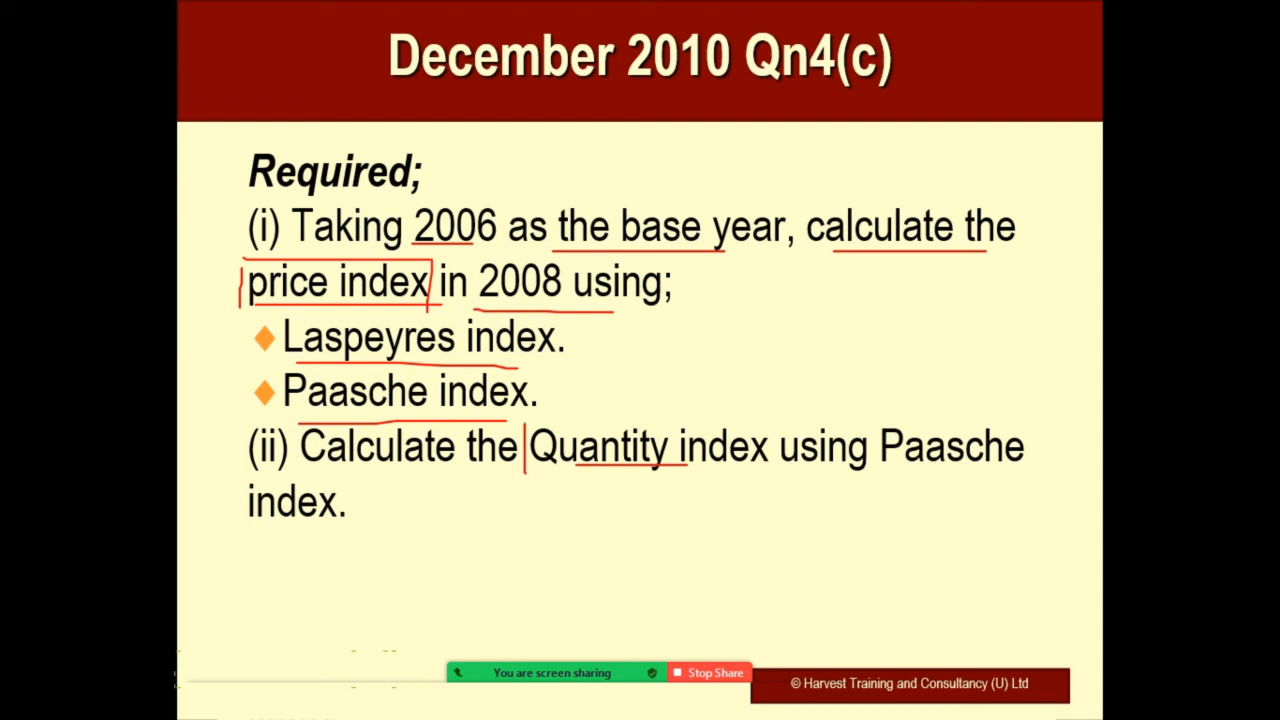 December 2010 Qn4(c)
Required;
(i) Taking 2006 as the base year, calculate the
price index in 2008 using;
Laspeyres index.
Paasche index.
(ii) Calculate the Quantity index using Paasche
index.
You are screen sharing
Stop Share
© Harvest Training and Consultancy (U) Ltd